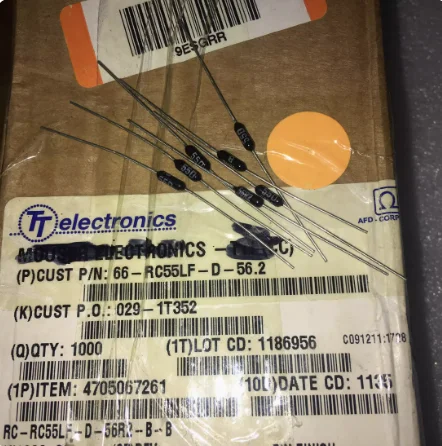 9ESGRR
TT electronics
Ω
AFD-CORP
ELECTRONICS -
(P)CUST P/N: 66-RC55LF-D-56.2
(K)CUST P.O.: 029-1T352
(Q)QTY: 1000 (1T)LOT CD: 1186956
C091211:1708
(1P)ITEM: 4705067261 (10D)DATE CD: 1135
RC-RC55LF-D-56R2-B-B